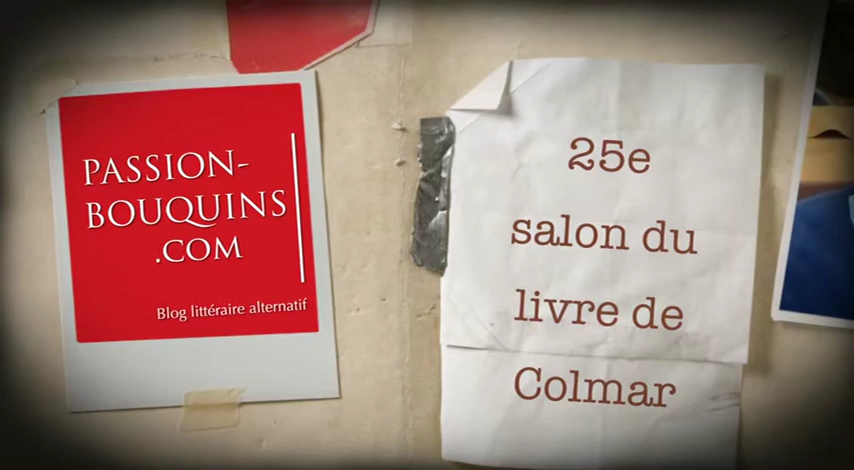 PASSION-
BOUQUINS
.COM
Blog littéraire alternatif
25e
salon du
livre de
Colmar